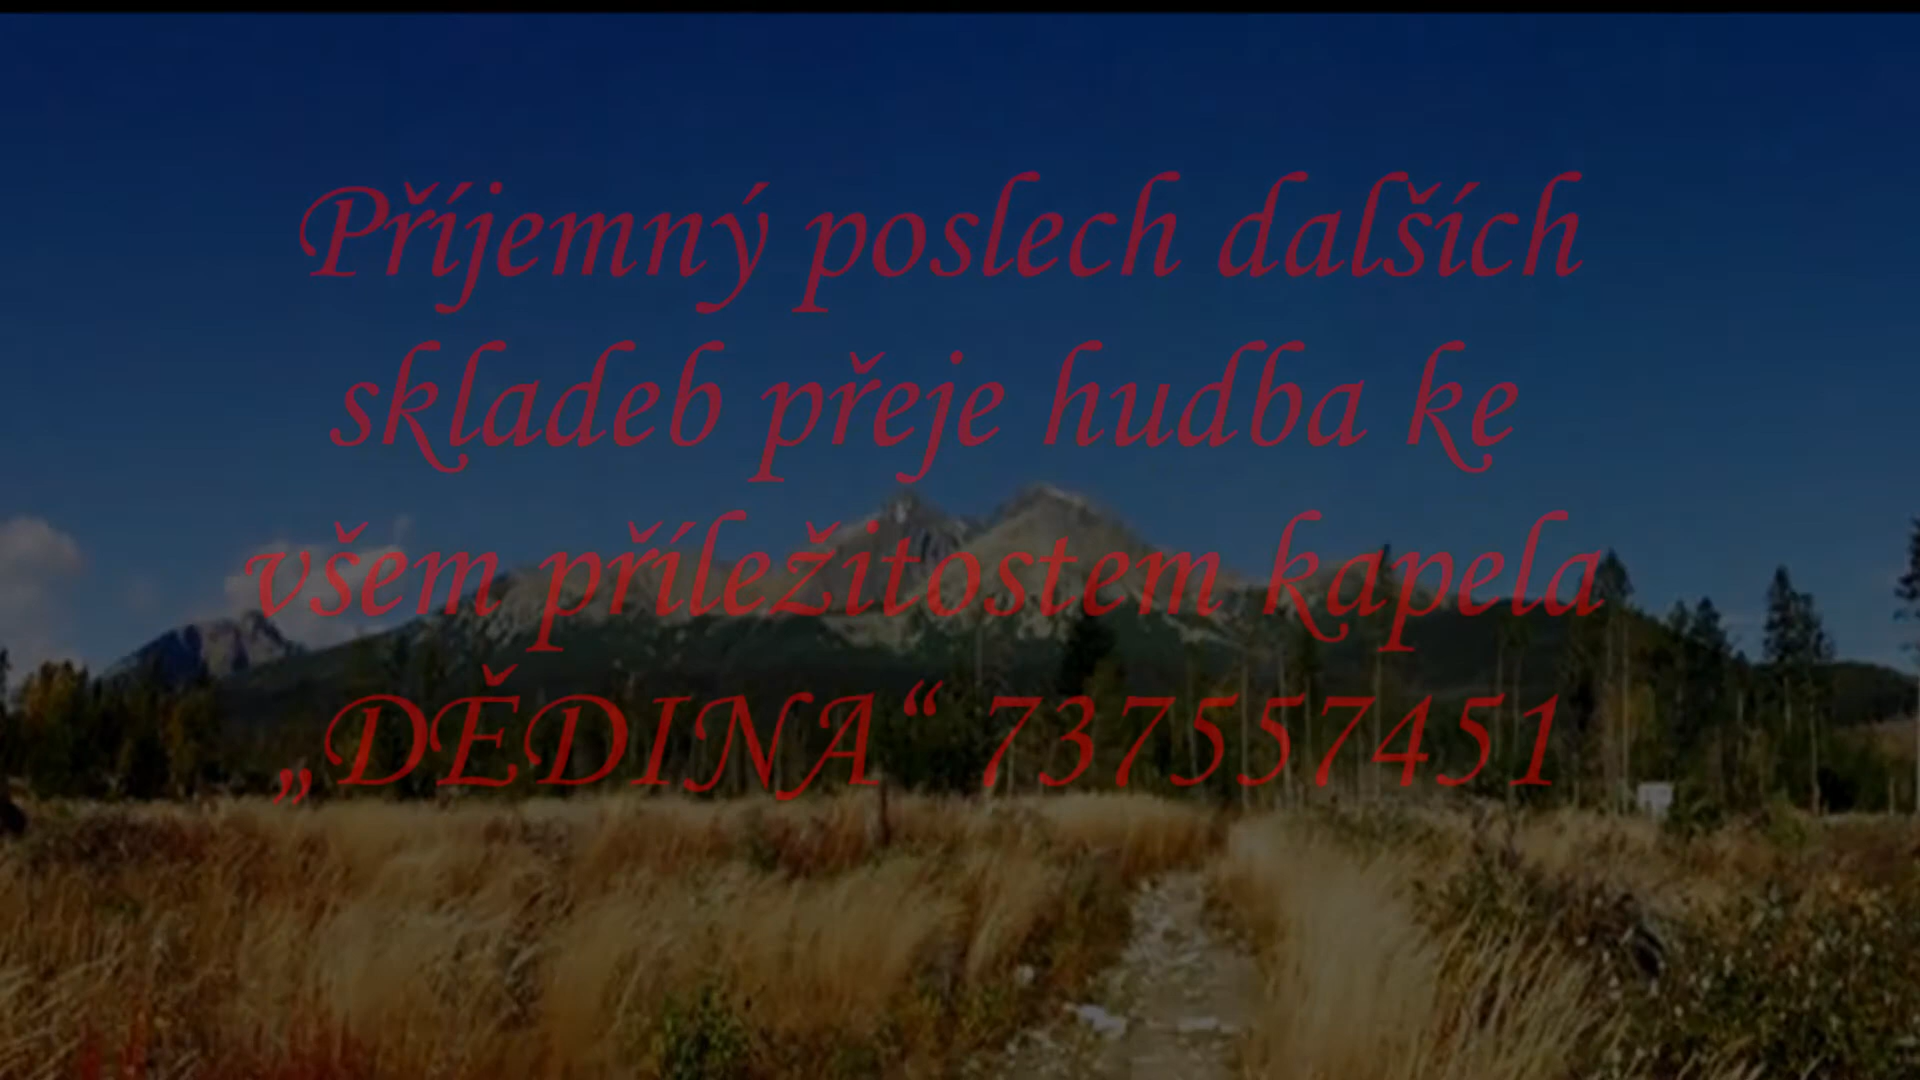 Příjemný poslech dalších
skladeb přeje hudba ke
všem příležitostem kapela
„DĚDINA“ 737557451